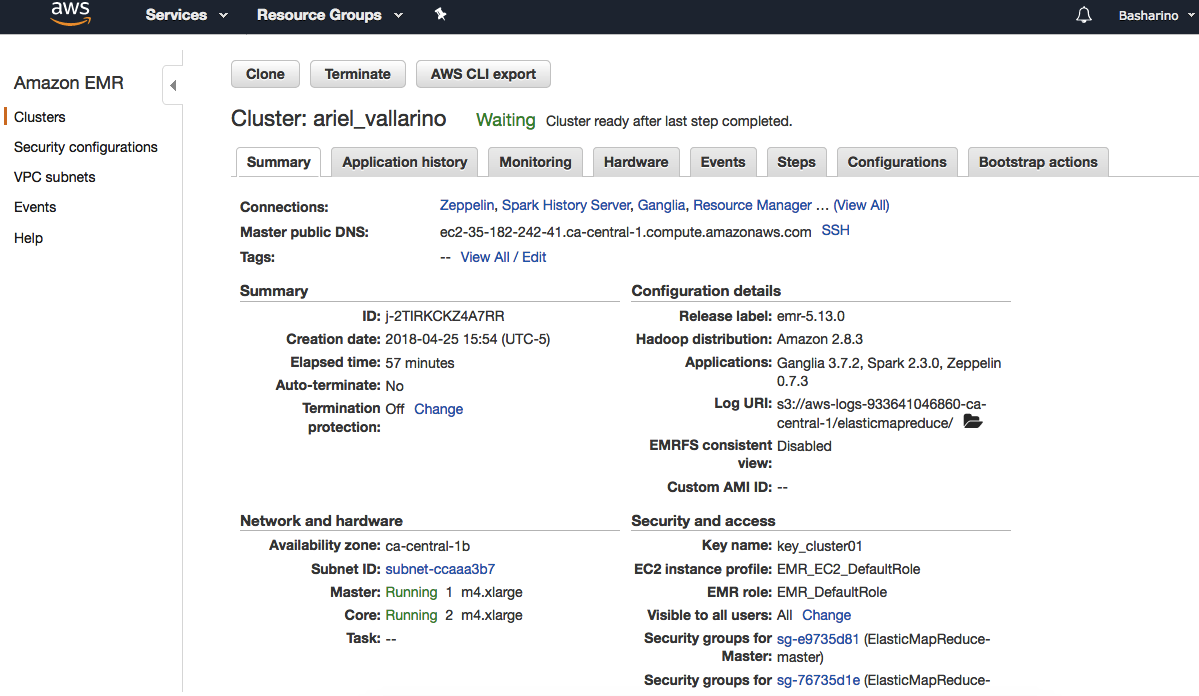 aws Services Resource Groups Basharino
Amazon EMR
Clusters
Security configurations
VPC subnets
Events
Help
Clone Terminate AWS CLI export
Cluster: ariel_vallarino Waiting Cluster ready after last step completed.
Summary Application history Monitoring Hardware Events Steps Configurations Bootstrap actions
Connections: Zeppelin, Spark History Server, Ganglia, Resource Manager … (View All)
Master public DNS: ec2-35-182-242-41.ca-central-1.compute.amazonaws.com SSH
Tags: -- View All / Edit
Summary
ID: j-2TIRKCKZ4A7RR
Creation date: 2018-04-25 15:54 (UTC-5)
Elapsed time: 57 minutes
Auto-terminate: No
Termination Off Change
protection:
Configuration details
Release label: emr-5.13.0
Hadoop distribution: Amazon 2.8.3
Applications: Ganglia 3.7.2, Spark 2.3.0, Zeppelin
0.7.3
Log URI: s3://aws-logs-933641046860-ca-
central-1/elasticmapreduce/
EMRFS consistent Disabled
view:
Custom AMI ID: --
Network and hardware
Availability zone: ca-central-1b
Subnet ID: subnet-ccaaa3b7
Master: Running 1 m4.xlarge
Core: Running 2 m4.xlarge
Task: --
Security and access
Key name: key_cluster01
EC2 instance profile: EMR_EC2_DefaultRole
EMR role: EMR_DefaultRole
Visible to all users: All Change
Security groups for sg-e9735d81 (ElasticMapReduce-
Master: master)
Security groups for sg-76735d1e (ElasticMapReduce-